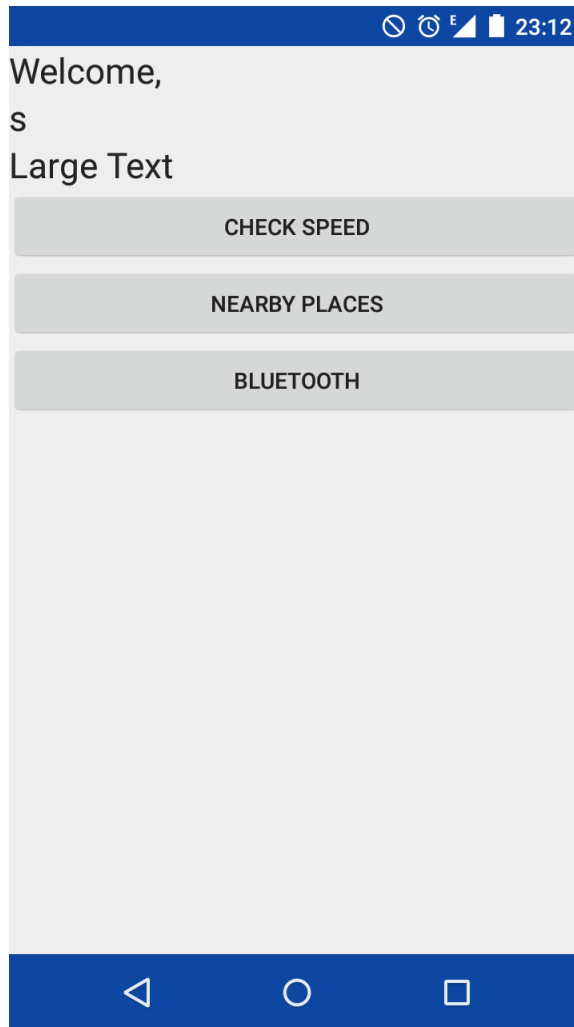 E 23:12
Welcome,
s
Large Text
CHECK SPEED
NEARBY PLACES
BLUETOOTH